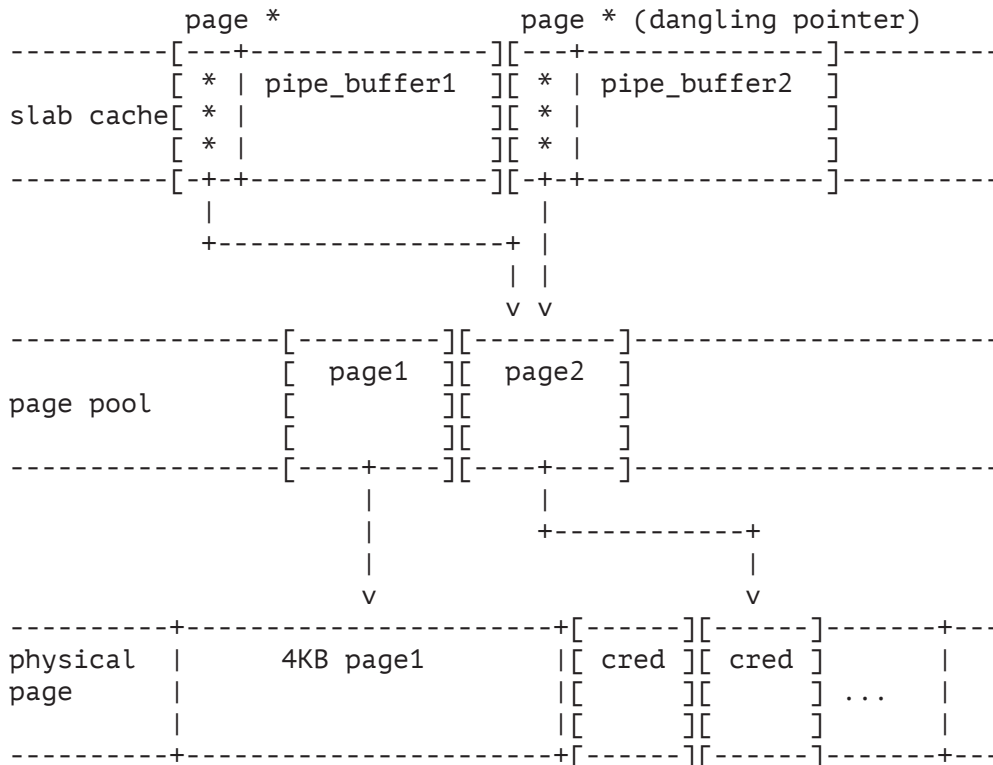 page * page * (dangling pointer)
----------[---+---------------][---+---------------]----------
[ * | pipe_buffer1 ][ * | pipe_buffer2 ]
slab cache[ * | ][ * | ]
[ * | ][ * | ]
----------[-+-+---------------][-+-+---------------]----------
| |
+------------------+ |
| |
v v
-----------------[---------][---------]-----------------------
[ page1 ][ page2 ]
page pool [ ][ ]
[ ][ ]
-----------------[----+----][----+----]-----------------------
| |
| +------------+
| |
v v
----------+-----------------------+[------][------]-------+---
physical | 4KB page1 |[ cred ][ cred ] |
page | |[ ][ ] ... |
| |[ ][ ] |
----------+-----------------------+[------][------]-------+---